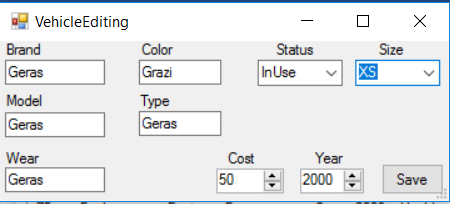 VehicleEditing
Brand Color Status Size
Geras Grazi InUse XS
Model Type
Geras Geras
Wear Cost Year
Geras 50 2000 Save